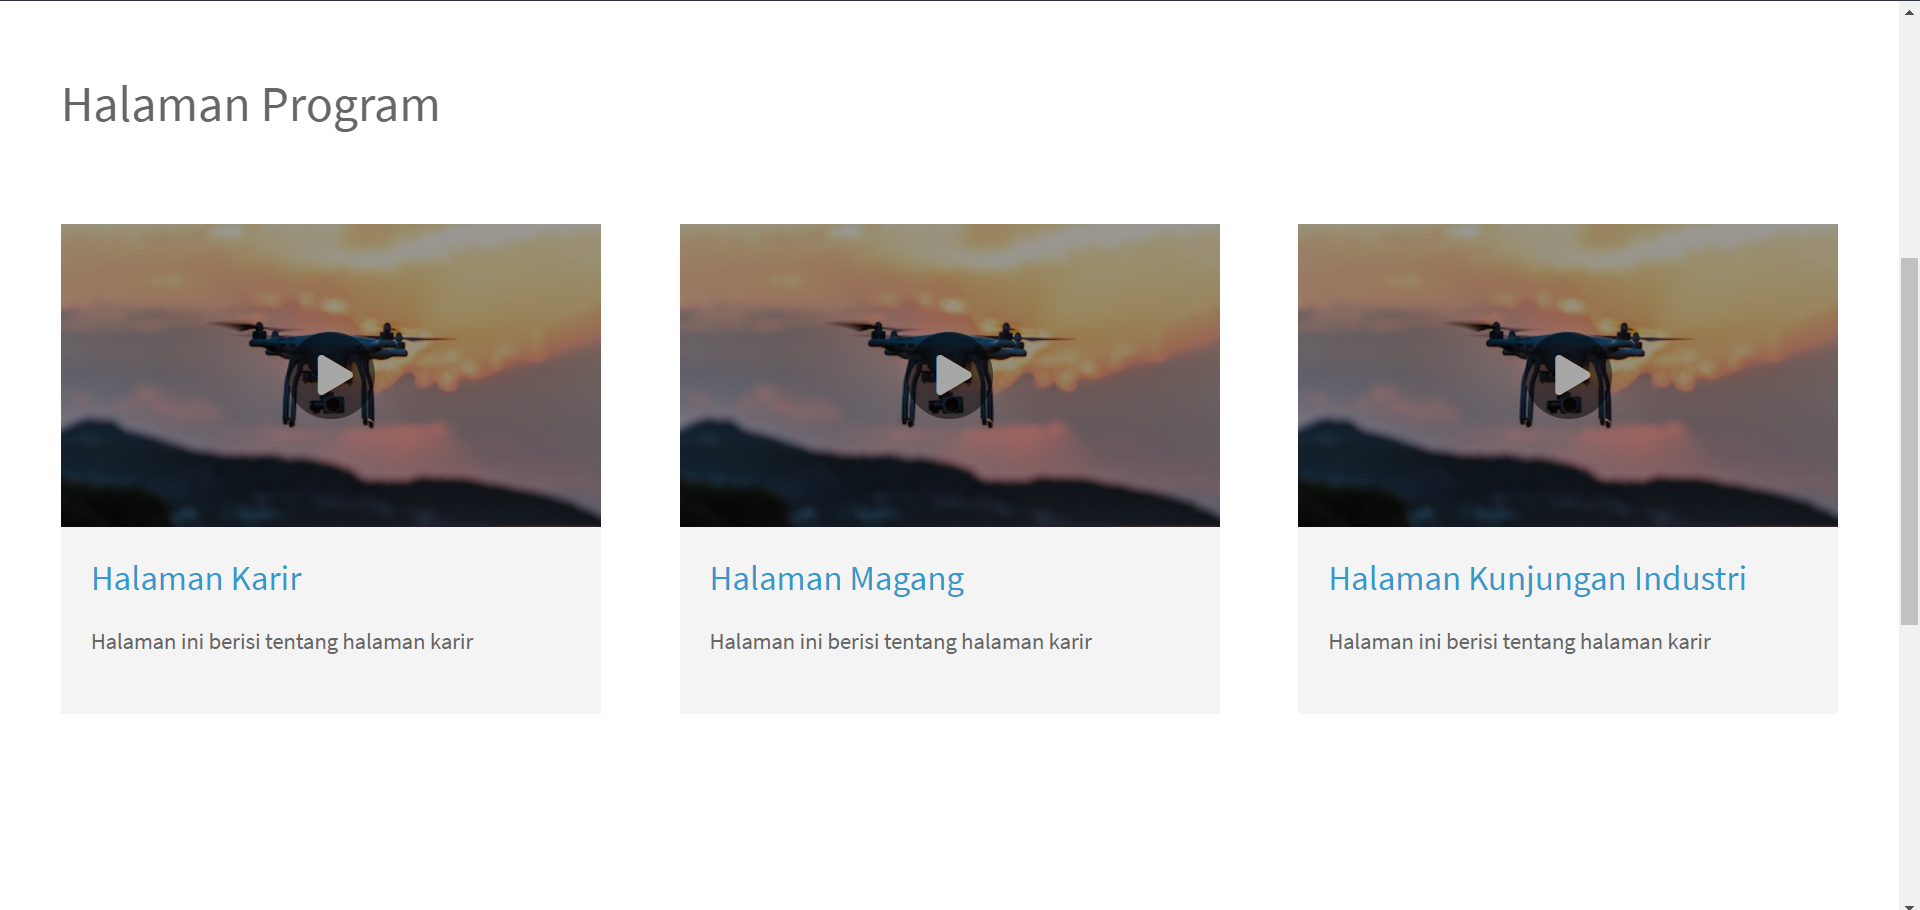 Halaman Program
Halaman Karir
Halaman ini berisi tentang halaman karir
Halaman Magang
Halaman ini berisi tentang halaman karir
Halaman Kunjungan Industri
Halaman ini berisi tentang halaman karir